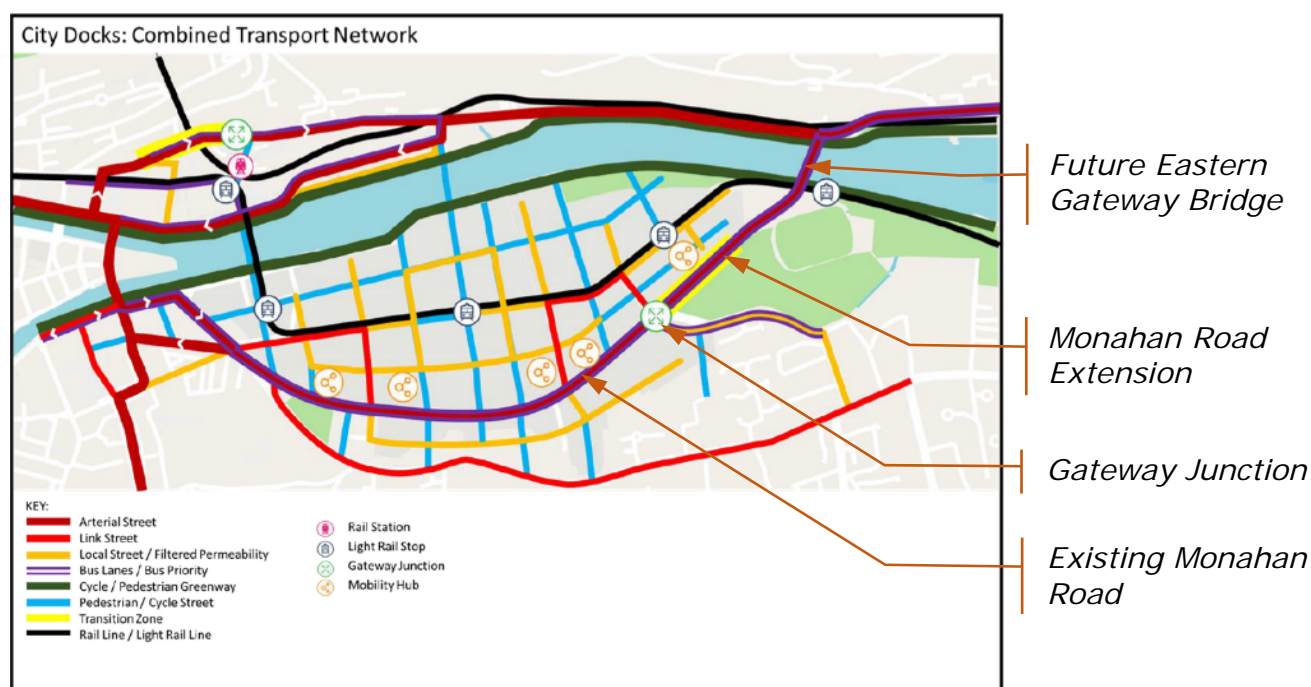 City Docks: Combined Transport Network
Future Eastern
Gateway Bridge
Monahan Road
Extension
Gateway Junction
Existing Monahan
Road
KEY:
Arterial Street
Link Street
Local Street / Filtered Permeability
Bus Lanes / Bus Priority
Cycle / Pedestrian Greenway
Pedestrian / Cycle Street
Transition Zone
Rail Line / Light Rail Line
Rail Station
Light Rail Stop
Gateway Junction
Mobility Hub